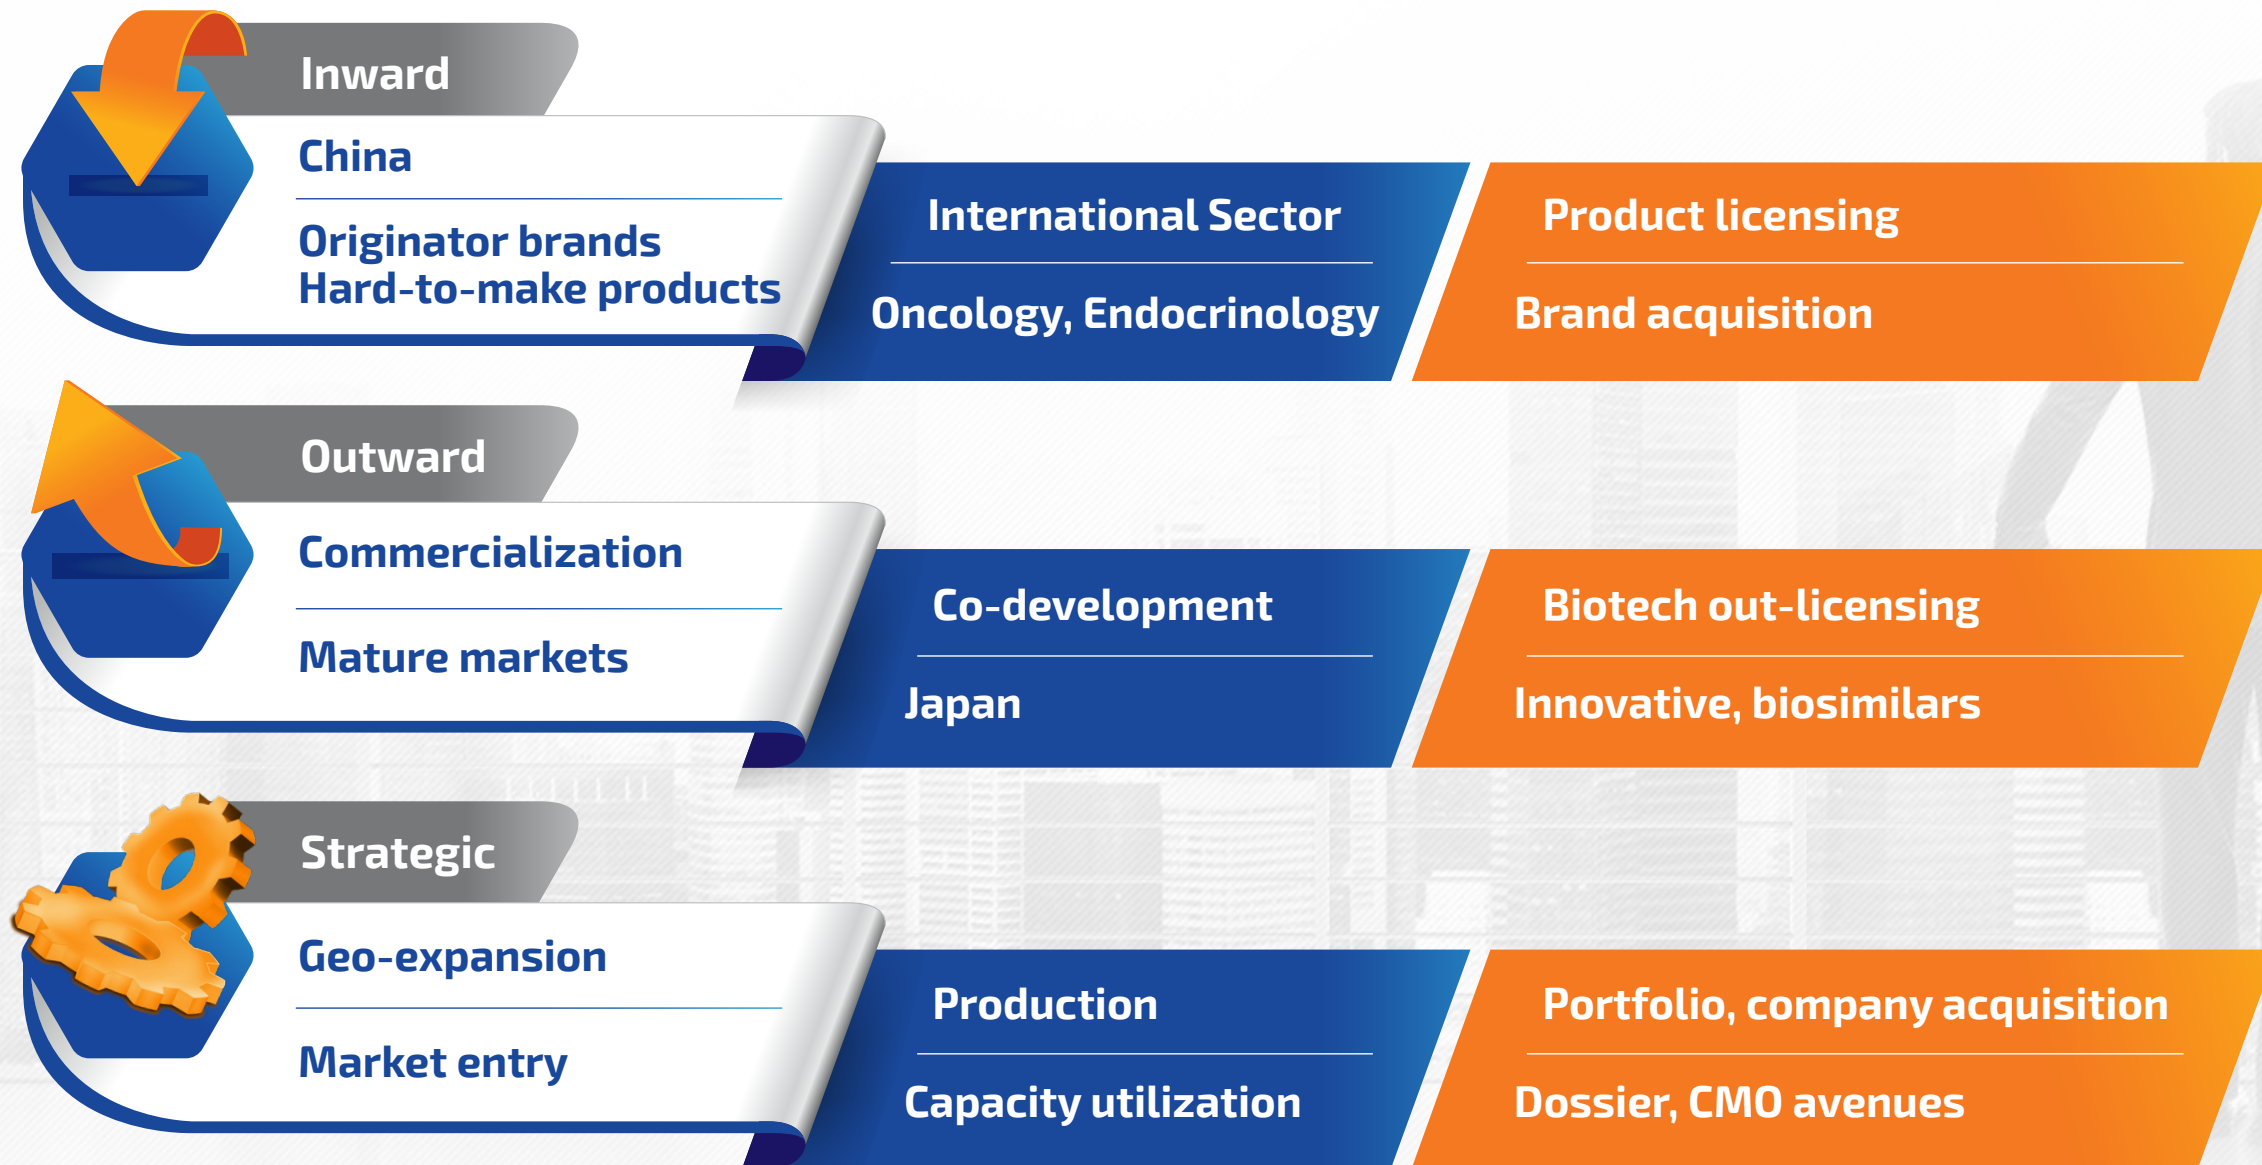 Inward
China
Originator brands
Hard-to-make products
International Sector
Oncology, Endocrinology
Product licensing
Brand acquisition
Outward
Commercialization
Mature markets
Co-development
Japan
Biotech out-licensing
Innovative, biosimilars
Strategic
Geo-expansion
Market entry
Production
Capacity utilization
Portfolio, company acquisition
Dossier, CMO avenues